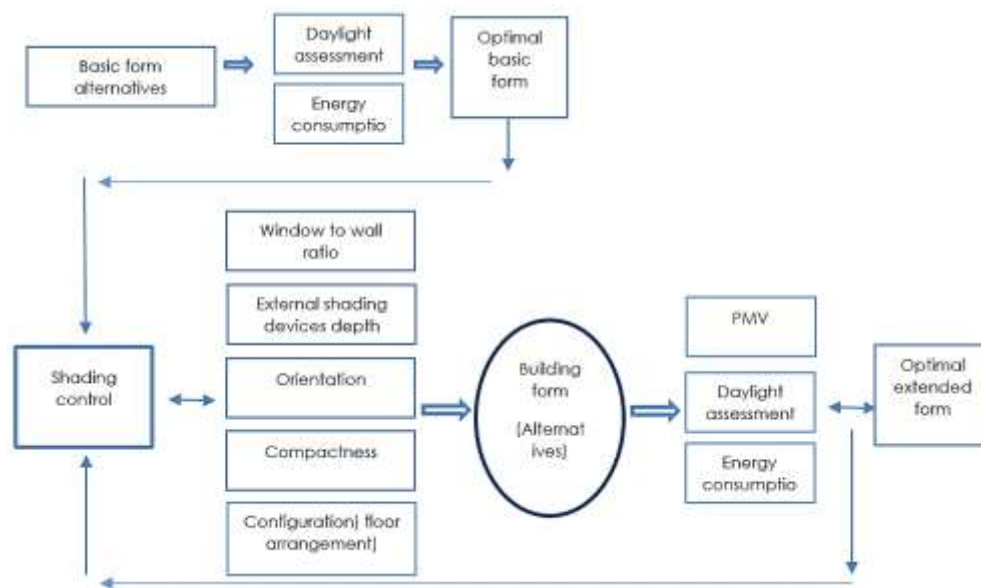 Basic form
alternatives
Daylight
assessment
Energy
consumptio
Optimal
basic
form
Shading
control
Window to wall
ratio
External shading
devices depth
Orientation
Compactness
Configuration) floor
arrangement)
Building
form
(Alternat
ives)
PMV
Daylight
assessment
Energy
consumptio
Optimal
extended
form